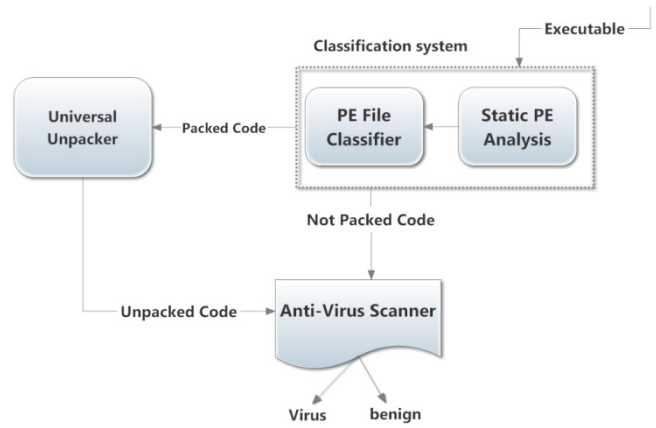 Executable
Classification system
Universal
Unpacker
Packed Code
PE File
Classifier
Static PE
Analysis
Not Packed Code
Unpacked Code
Anti-Virus Scanner
Virus
benign